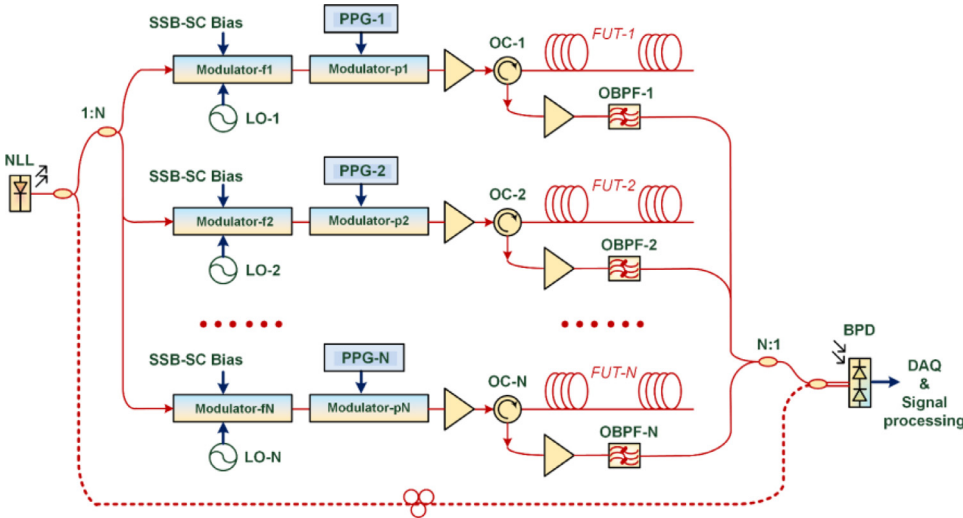 SSB-SC Bias
PPG-1
OC-1
FUT-1
Modulator-f1
Modulator-p1
OBPF-1
LO-1
1:N
NLL
SSB-SC Bias
PPG-2
OC-2
FUT-2
Modulator-f2
Modulator-p2
OBPF-2
LO-2
SSB-SC Bias
PPG-N
OC-N
FUT-N
Modulator-fN
Modulator-pN
OBPF-N
LO-N
N:1
BPD
DAQ
&
Signal
processing